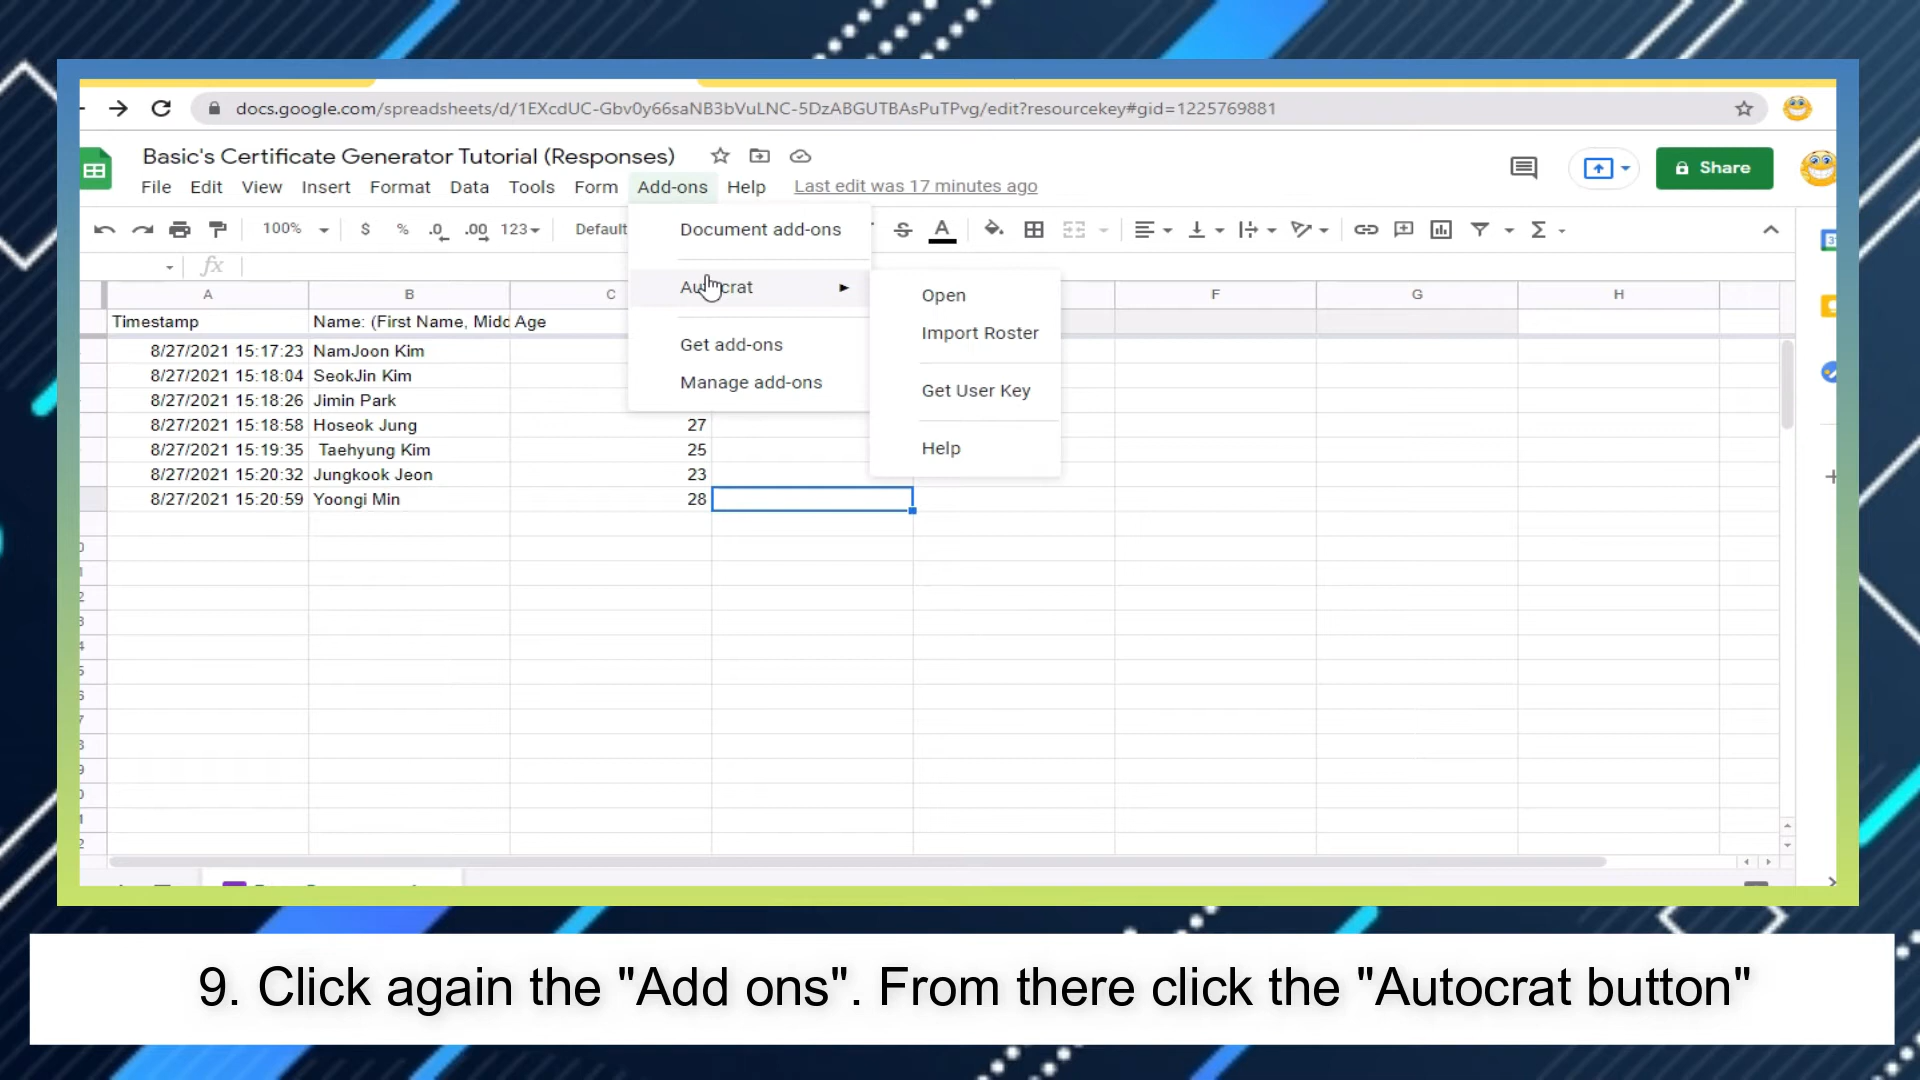 docs.google.com/spreadsheets/d/1EXcdUC-Gbv0y66saNB3bVuLNC-5DzABGUTBAsPuTPvg/edit?resourcekey#gid=1225769881
Basic's Certificate Generator Tutorial (Responses)
Share
File Edit View Insert Format Data Tools Form Add-ons Help Last edit was 17 minutes ago
100% $ % .0 .00 123 Default
Document add-ons
fx
Autocrat
Open
Import Roster
Get add-ons
Manage add-ons
Get User Key
Help
A B C F G H
Timestamp Name: (First Name, Midd Age
8/27/2021 15:17:23 NamJoon Kim
8/27/2021 15:18:04 SeokJin Kim
8/27/2021 15:18:26 Jimin Park
8/27/2021 15:18:58 Hoseok Jung 27
8/27/2021 15:19:35 Taehyung Kim 25
8/27/2021 15:20:32 Jungkook Jeon 23
8/27/2021 15:20:59 Yoongi Min 28
9. Click again the "Add ons". From there click the "Autocrat button"